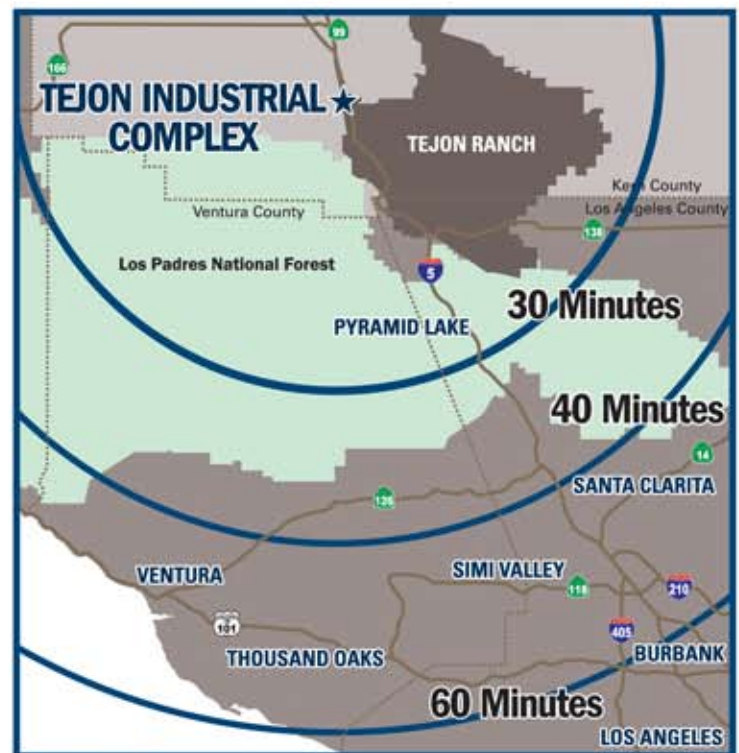 99
166
TEJON INDUSTRIAL
COMPLEX
TEJON RANCH
Kern County
Los Angeles County
Ventura County
138
Los Padres National Forest
5
30 Minutes
PYRAMID LAKE
40 Minutes
14
SANTA CLARITA
126
VENTURA
SIMI VALLEY
118
210
101
405
THOUSAND OAKS
BURBANK
60 Minutes
LOS ANGELES